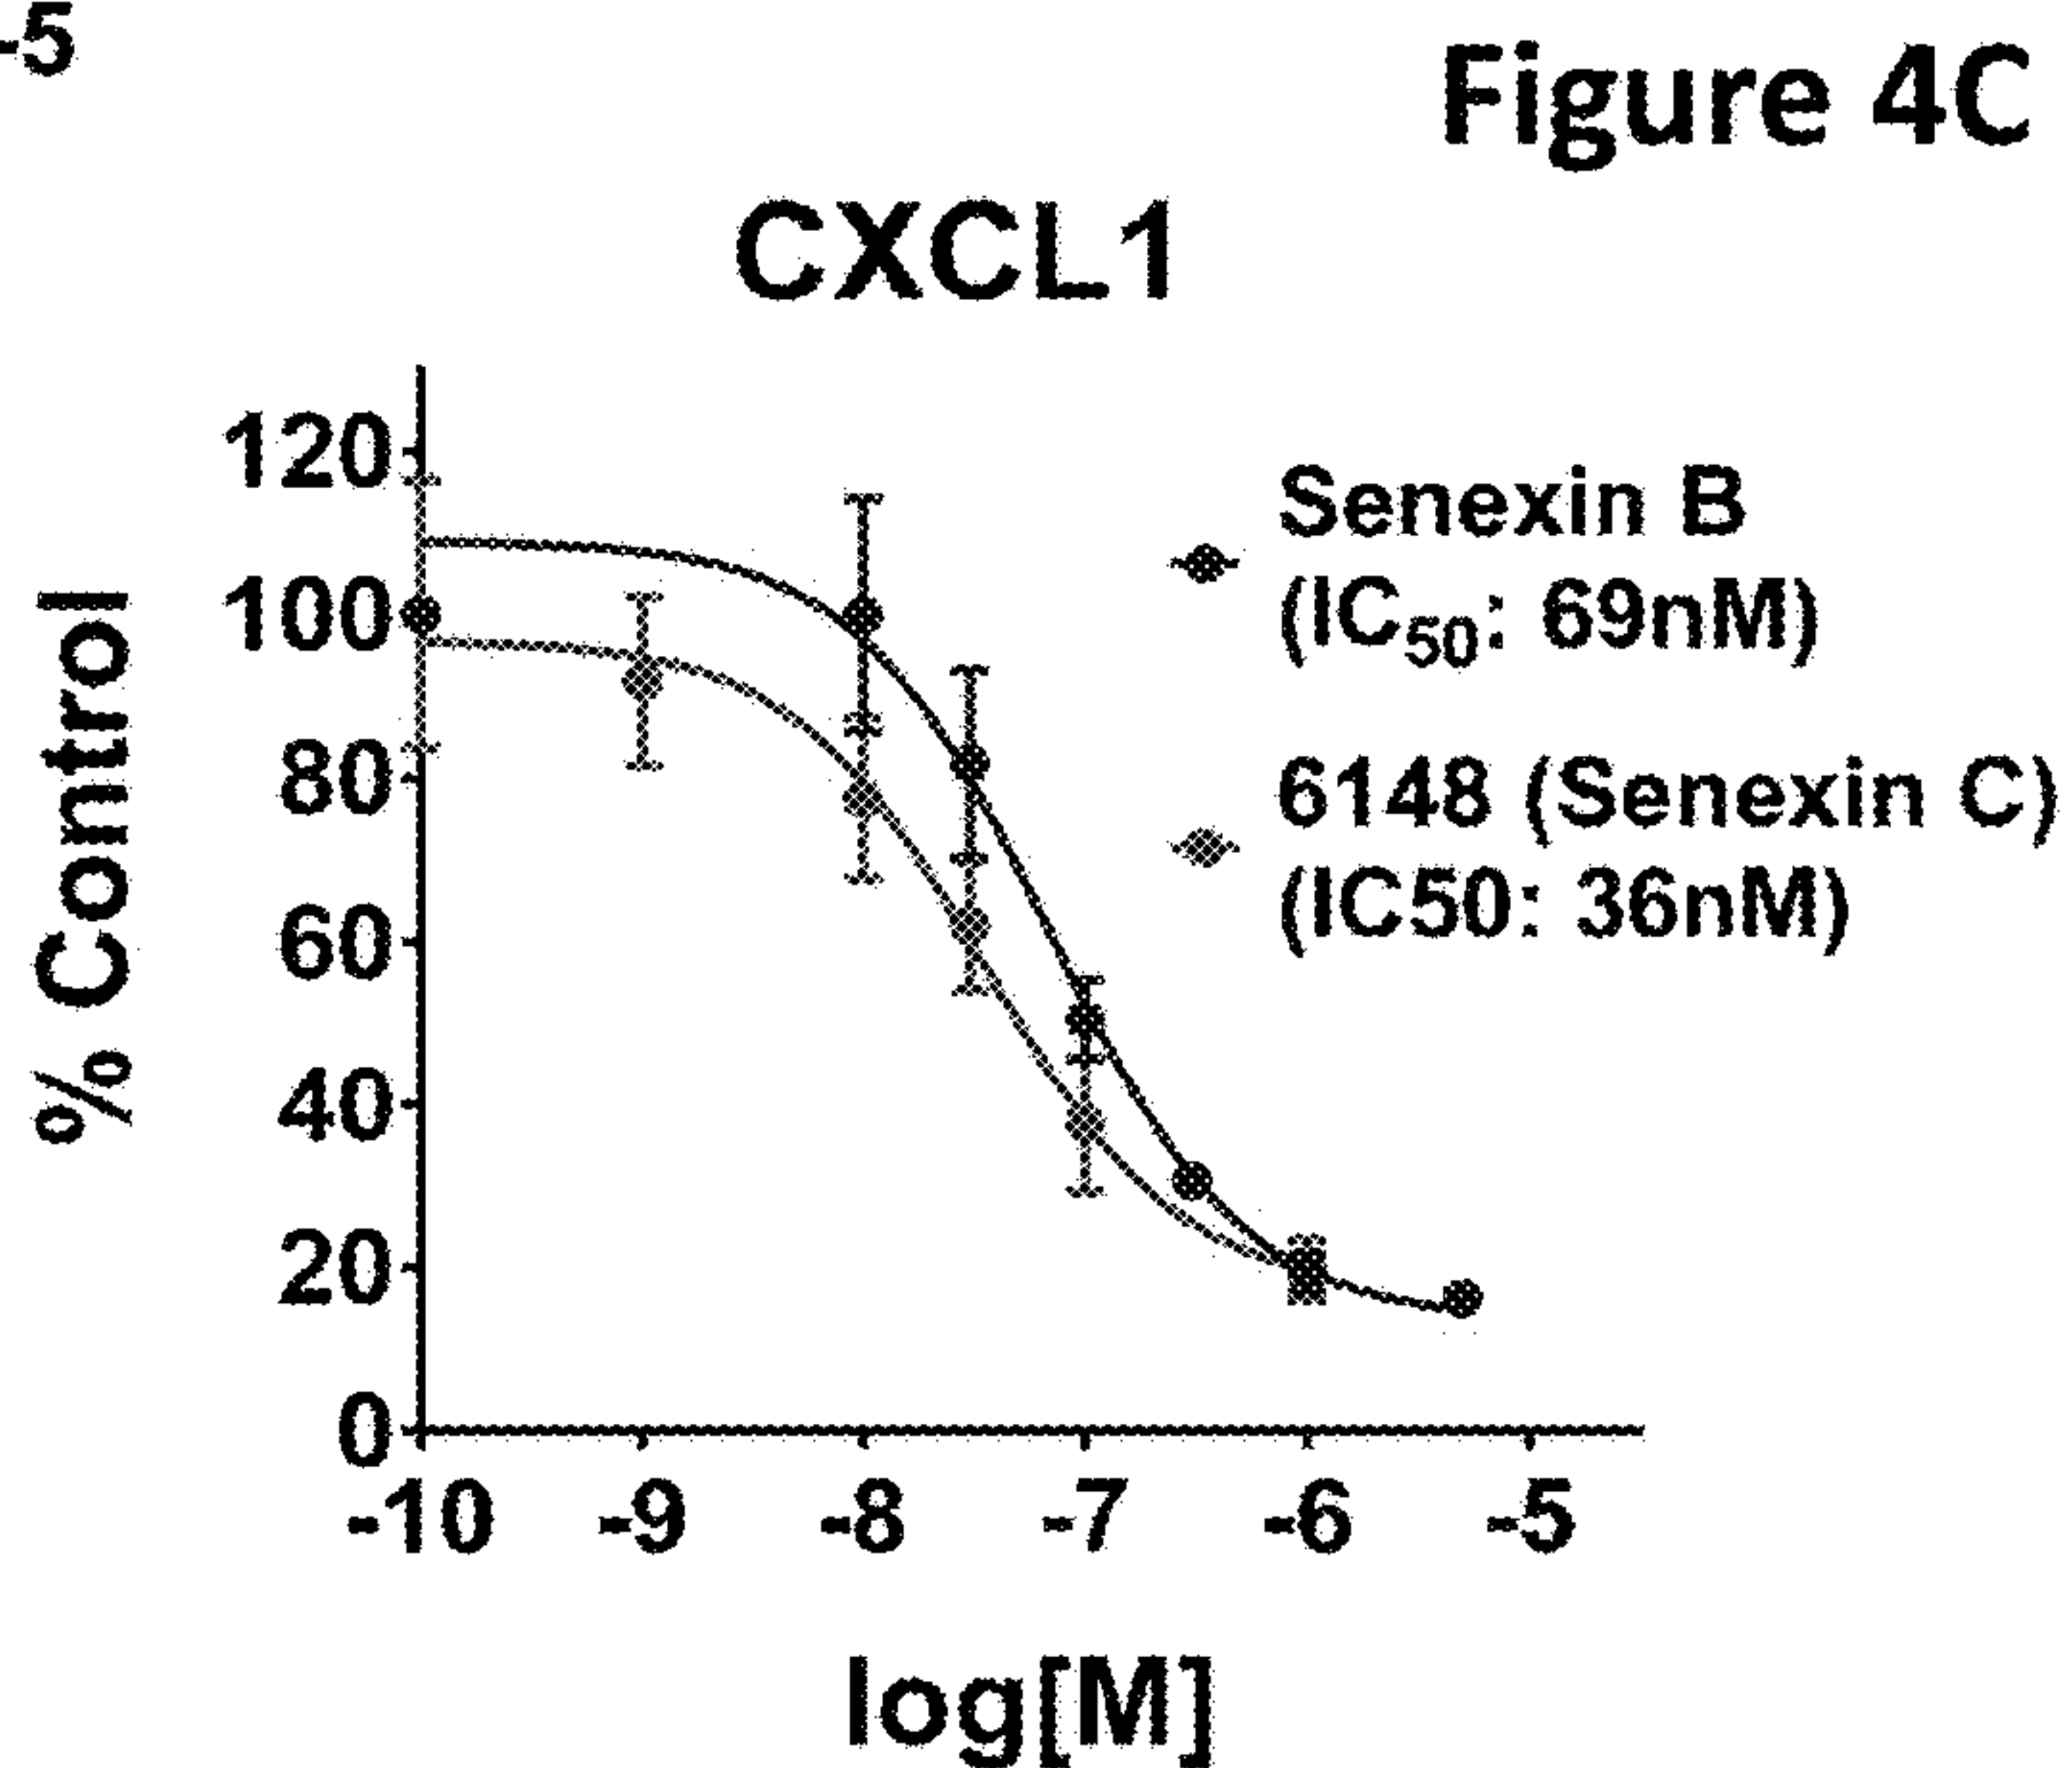 -5
Figure 4C
CXCL1
% Control
120
100
80
60
40
20
0
-10 -9 -8 -7 -6 -5
log[M]
Senexin B
(IC50: 69nM)
6148 (Senexin C)
(IC50: 36nM)